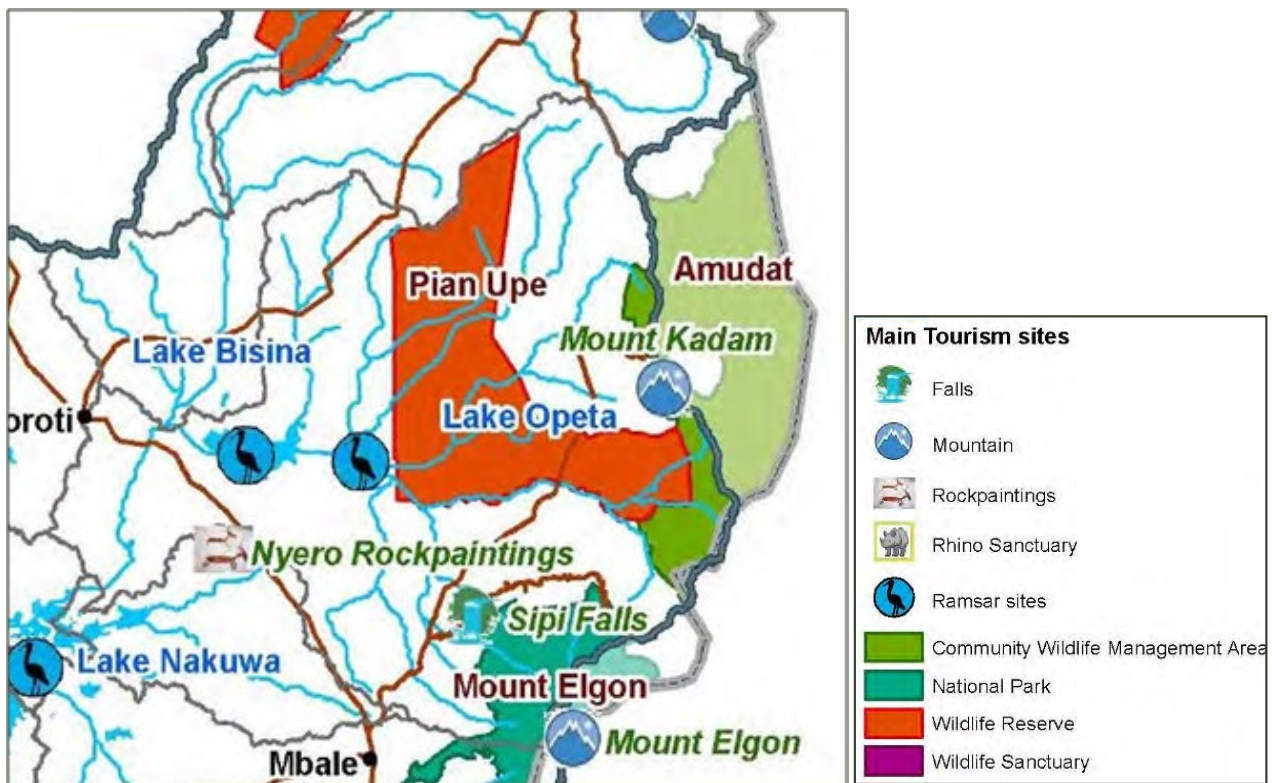 Pian Upe
Amudat
Mount Kadam
Lake Bisina
Lake Opeta
oroti
Nyero Rockpaintings
Sipi Falls
Lake Nakuwa
Mount Elgon
Mount Elgon
Mbale
Main Tourism sites
Falls
Mountain
Rockpaintings
Rhino Sanctuary
Ramsar sites
Community Wildlife Management Area
National Park
Wildlife Reserve
Wildlife Sanctuary